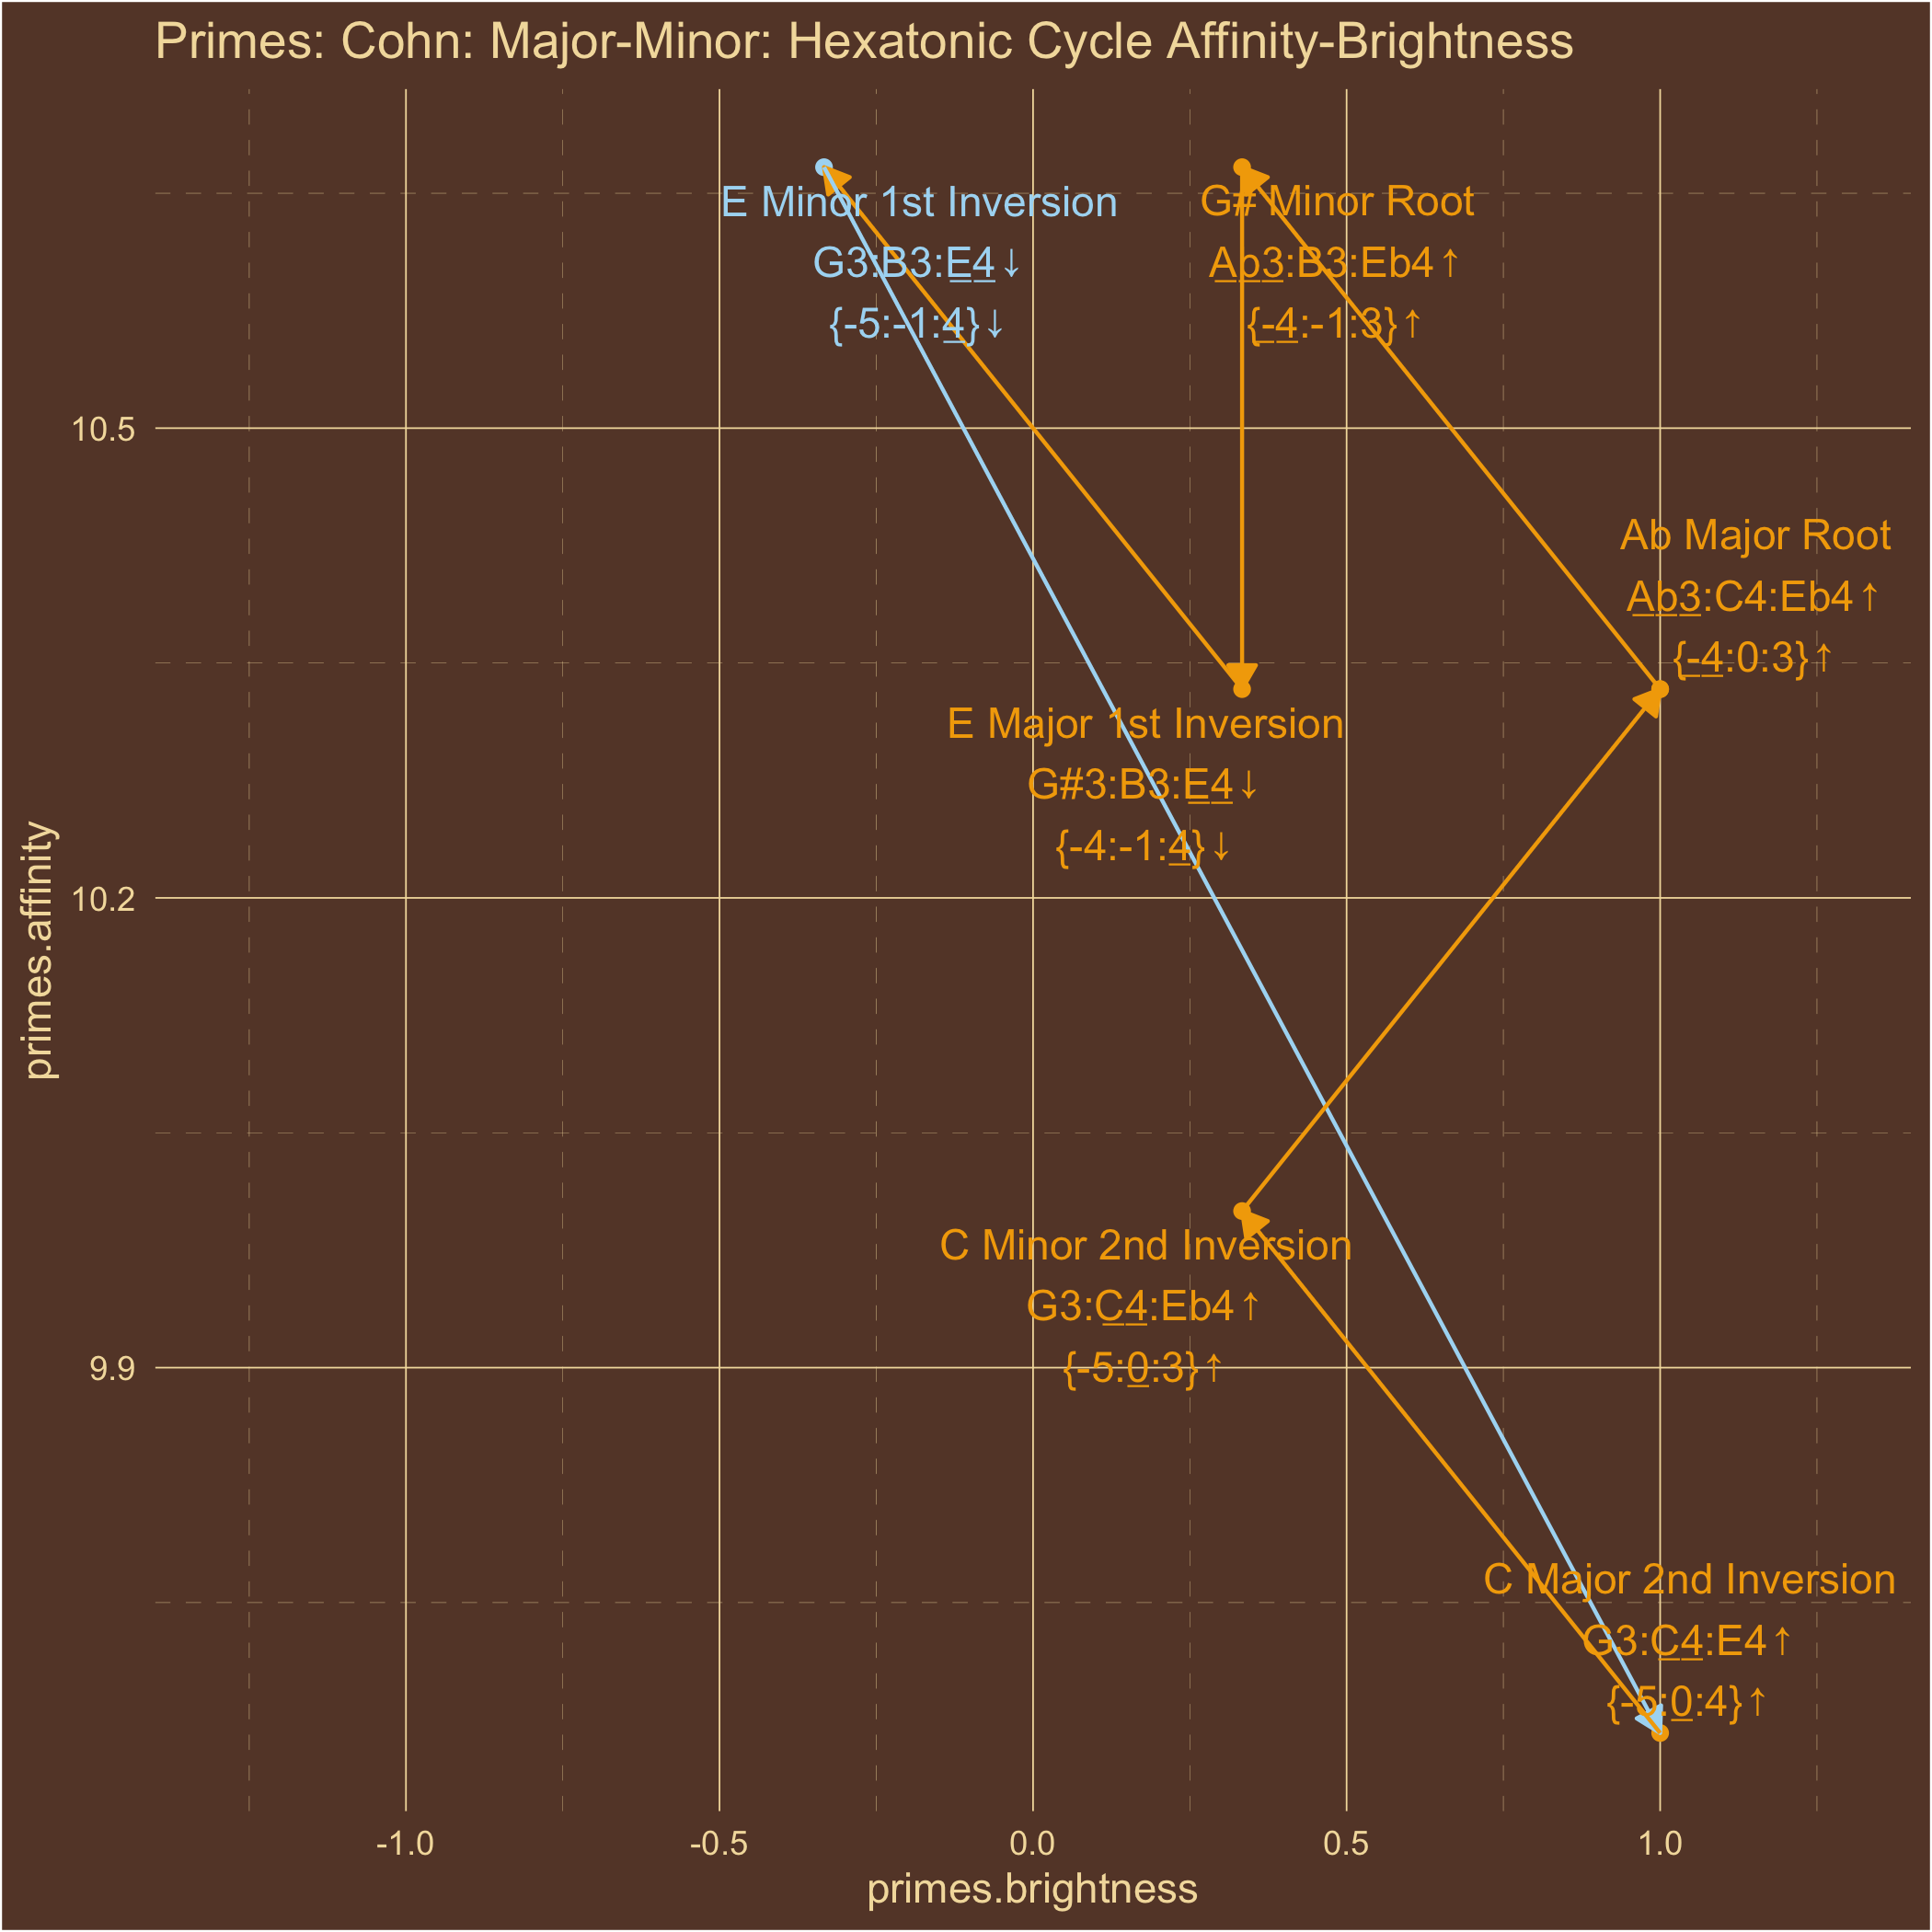 Primes: Cohn: Major-Minor: Hexatonic Cycle Affinity-Brightness
E Minor 1st Inversion
G3:B3:E4↓
{-5:-1:4}↓
G# Minor Root
Ab3:B3:Eb4↑
{-4:-1:3}↑
10.5
Ab Major Root
Ab3:C4:Eb4↑
{-4:0:3}↑
E Major 1st Inversion
G#3:B3:E4↓
{-4:-1:4}↓
primes.affinity
10.2
C Minor 2nd Inversion
G3:C4:Eb4↑
{-5:0:3}↑
9.9
C Major 2nd Inversion
G3:C4:E4↑
{-5:0:4}↑
-1.0 -0.5 0.0 0.5 1.0
primes.brightness